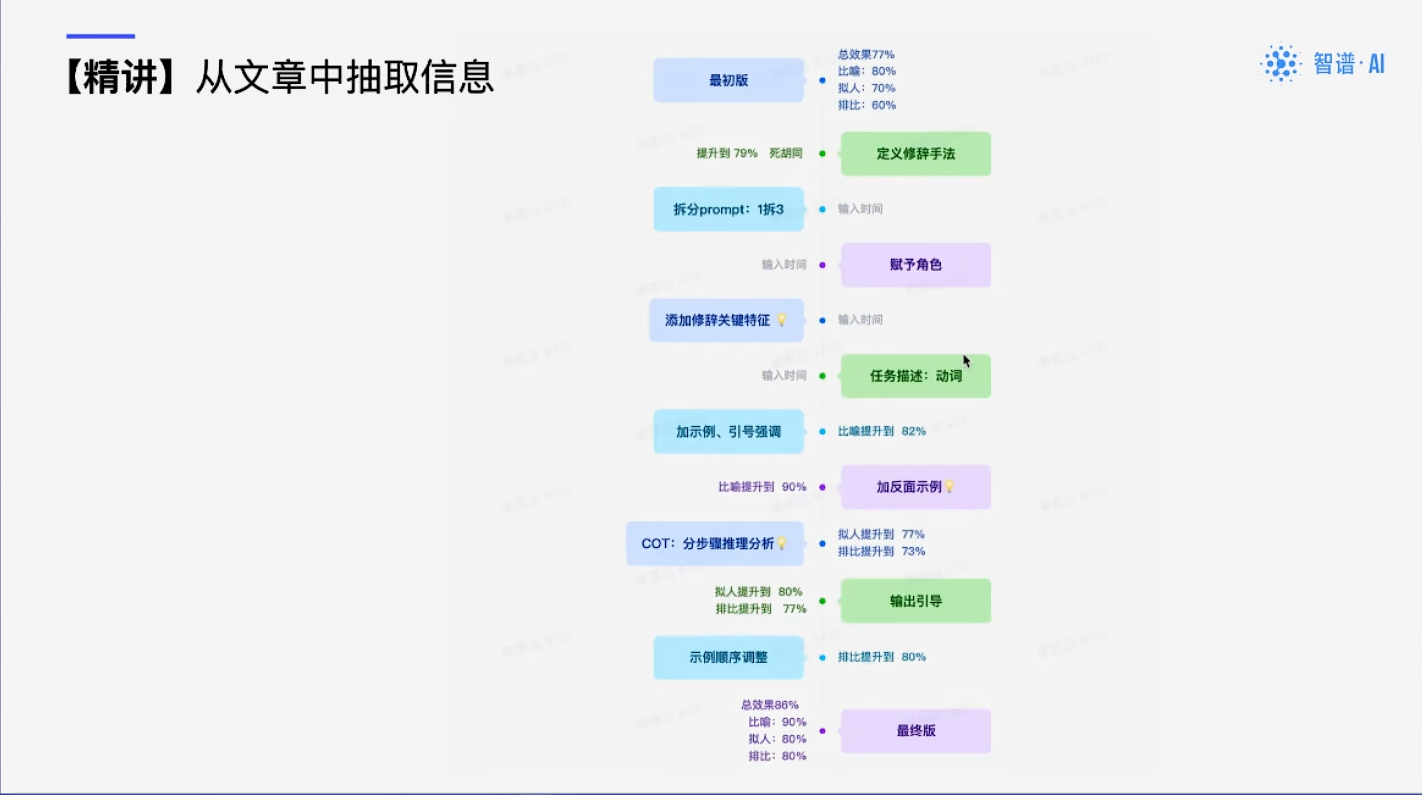 【精讲】从文章中抽取信息
智谱·AI
最初版
总效果77%
比喻：80%
拟人：70%
排比：60%
提升到 79%　死胡同
定义修辞手法
拆分prompt：1拆3
输入时间
输入时间
赋予角色
添加修辞关键特征💡
输入时间
输入时间
任务描述：动词
加示例、引号强调
比喻提升到 82%
比喻提升到 90%
加反面示例💡
COT：分步骤推理分析💡
拟人提升到 77%
排比提升到 73%
拟人提升到 80%
排比提升到 77%
输出引导
示例顺序调整
排比提升到 80%
总效果86%
比喻：90%
拟人：80%
排比：80%
最终版